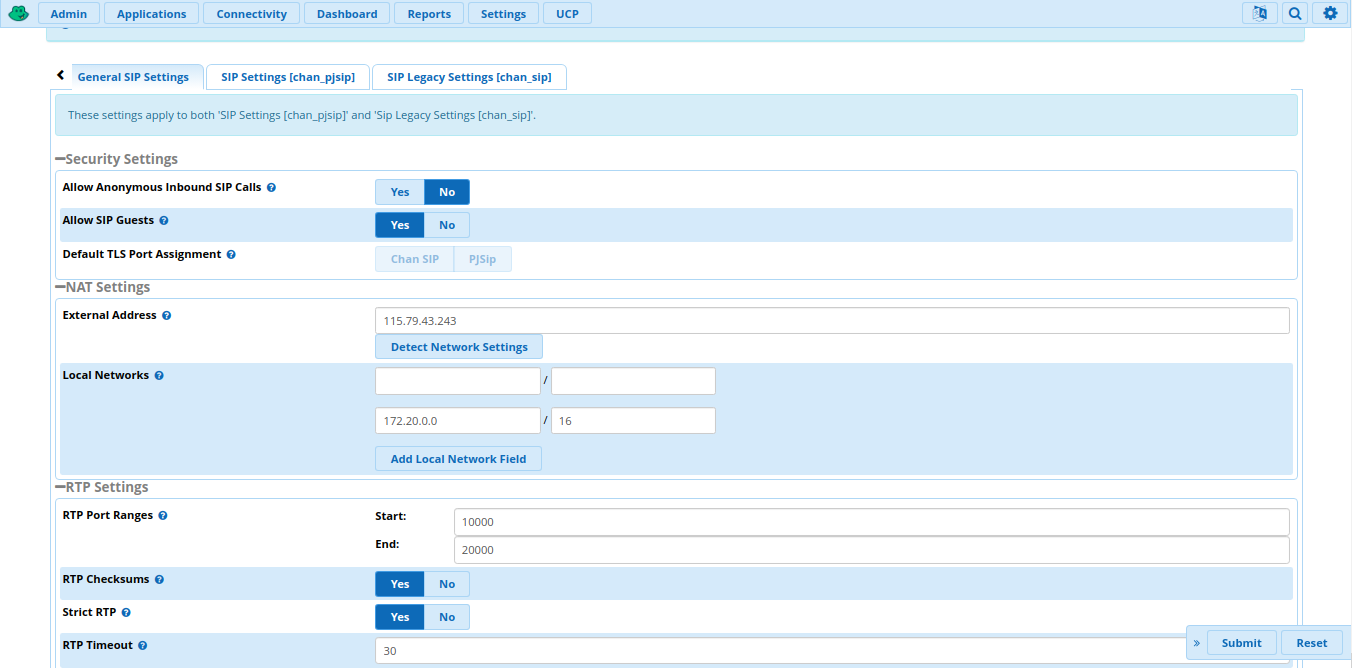 Admin Applications Connectivity Dashboard Reports Settings UCP
General SIP Settings SIP Settings [chan_pjsip] SIP Legacy Settings [chan_sip]
These settings apply to both 'SIP Settings [chan_pjsip]' and 'Sip Legacy Settings [chan_sip]'.
Security Settings
Allow Anonymous Inbound SIP Calls Yes No
Allow SIP Guests Yes No
Default TLS Port Assignment Chan SIP PJSip
NAT Settings
External Address 115.79.43.243
Detect Network Settings
Local Networks /
172.20.0.0 / 16
Add Local Network Field
RTP Settings
RTP Port Ranges Start: 10000
End: 20000
RTP Checksums Yes No
Strict RTP Yes No
RTP Timeout 30
» Submit Reset